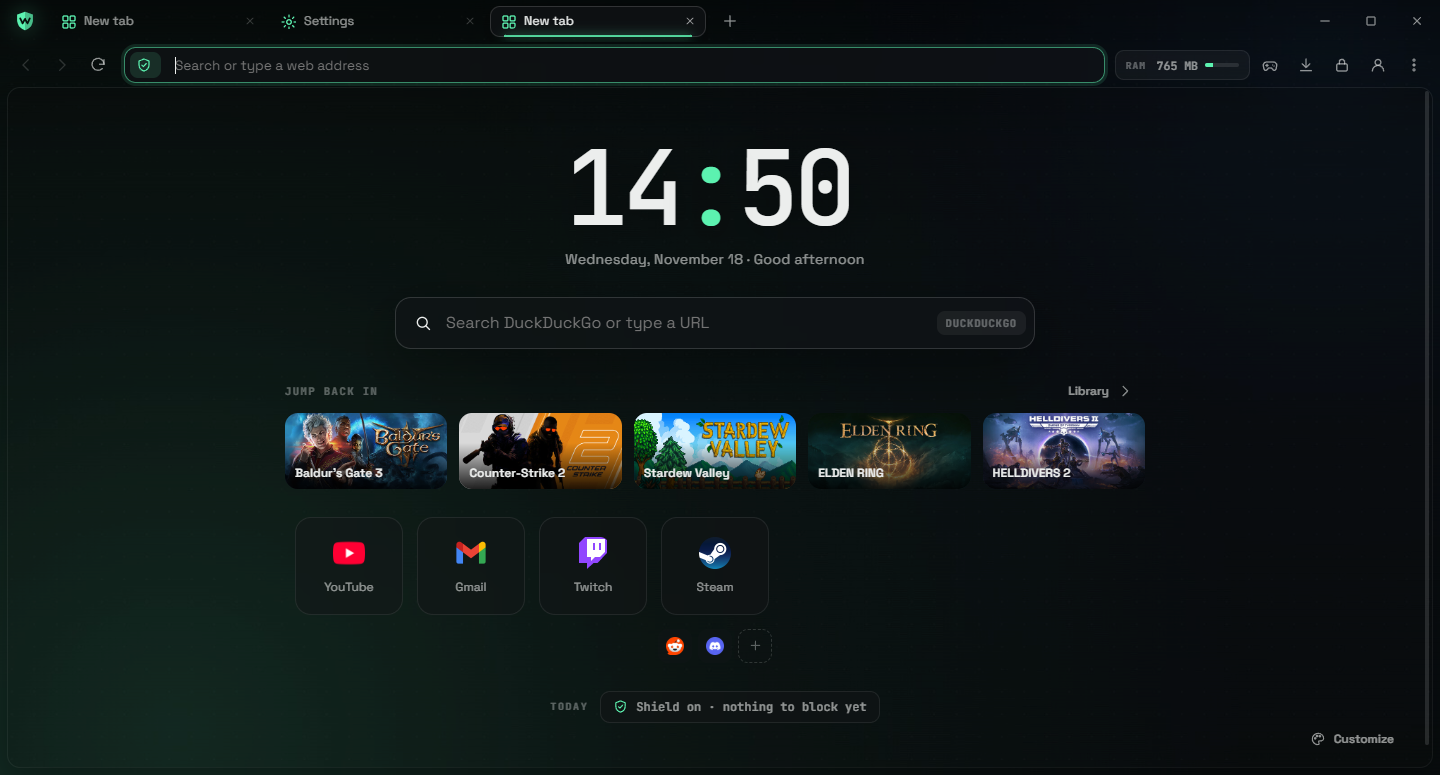 New tab
Settings
New tab
Search or type a web address
RAM 765 MB
14:50
Wednesday, November 18 · Good afternoon
Search DuckDuckGo or type a URL
DUCKDUCKGO
JUMP BACK IN
Library
Baldur's Gate
Baldur's Gate 3
2 COUNTER STRIKE
Counter-Strike 2
STARDEW VALLEY
Stardew Valley
ELDEN RING
ELDEN RING
HELLDIVERS II
HELLDIVERS 2
YouTube
Gmail
Twitch
Steam
TODAY
Shield on · nothing to block yet
Customize